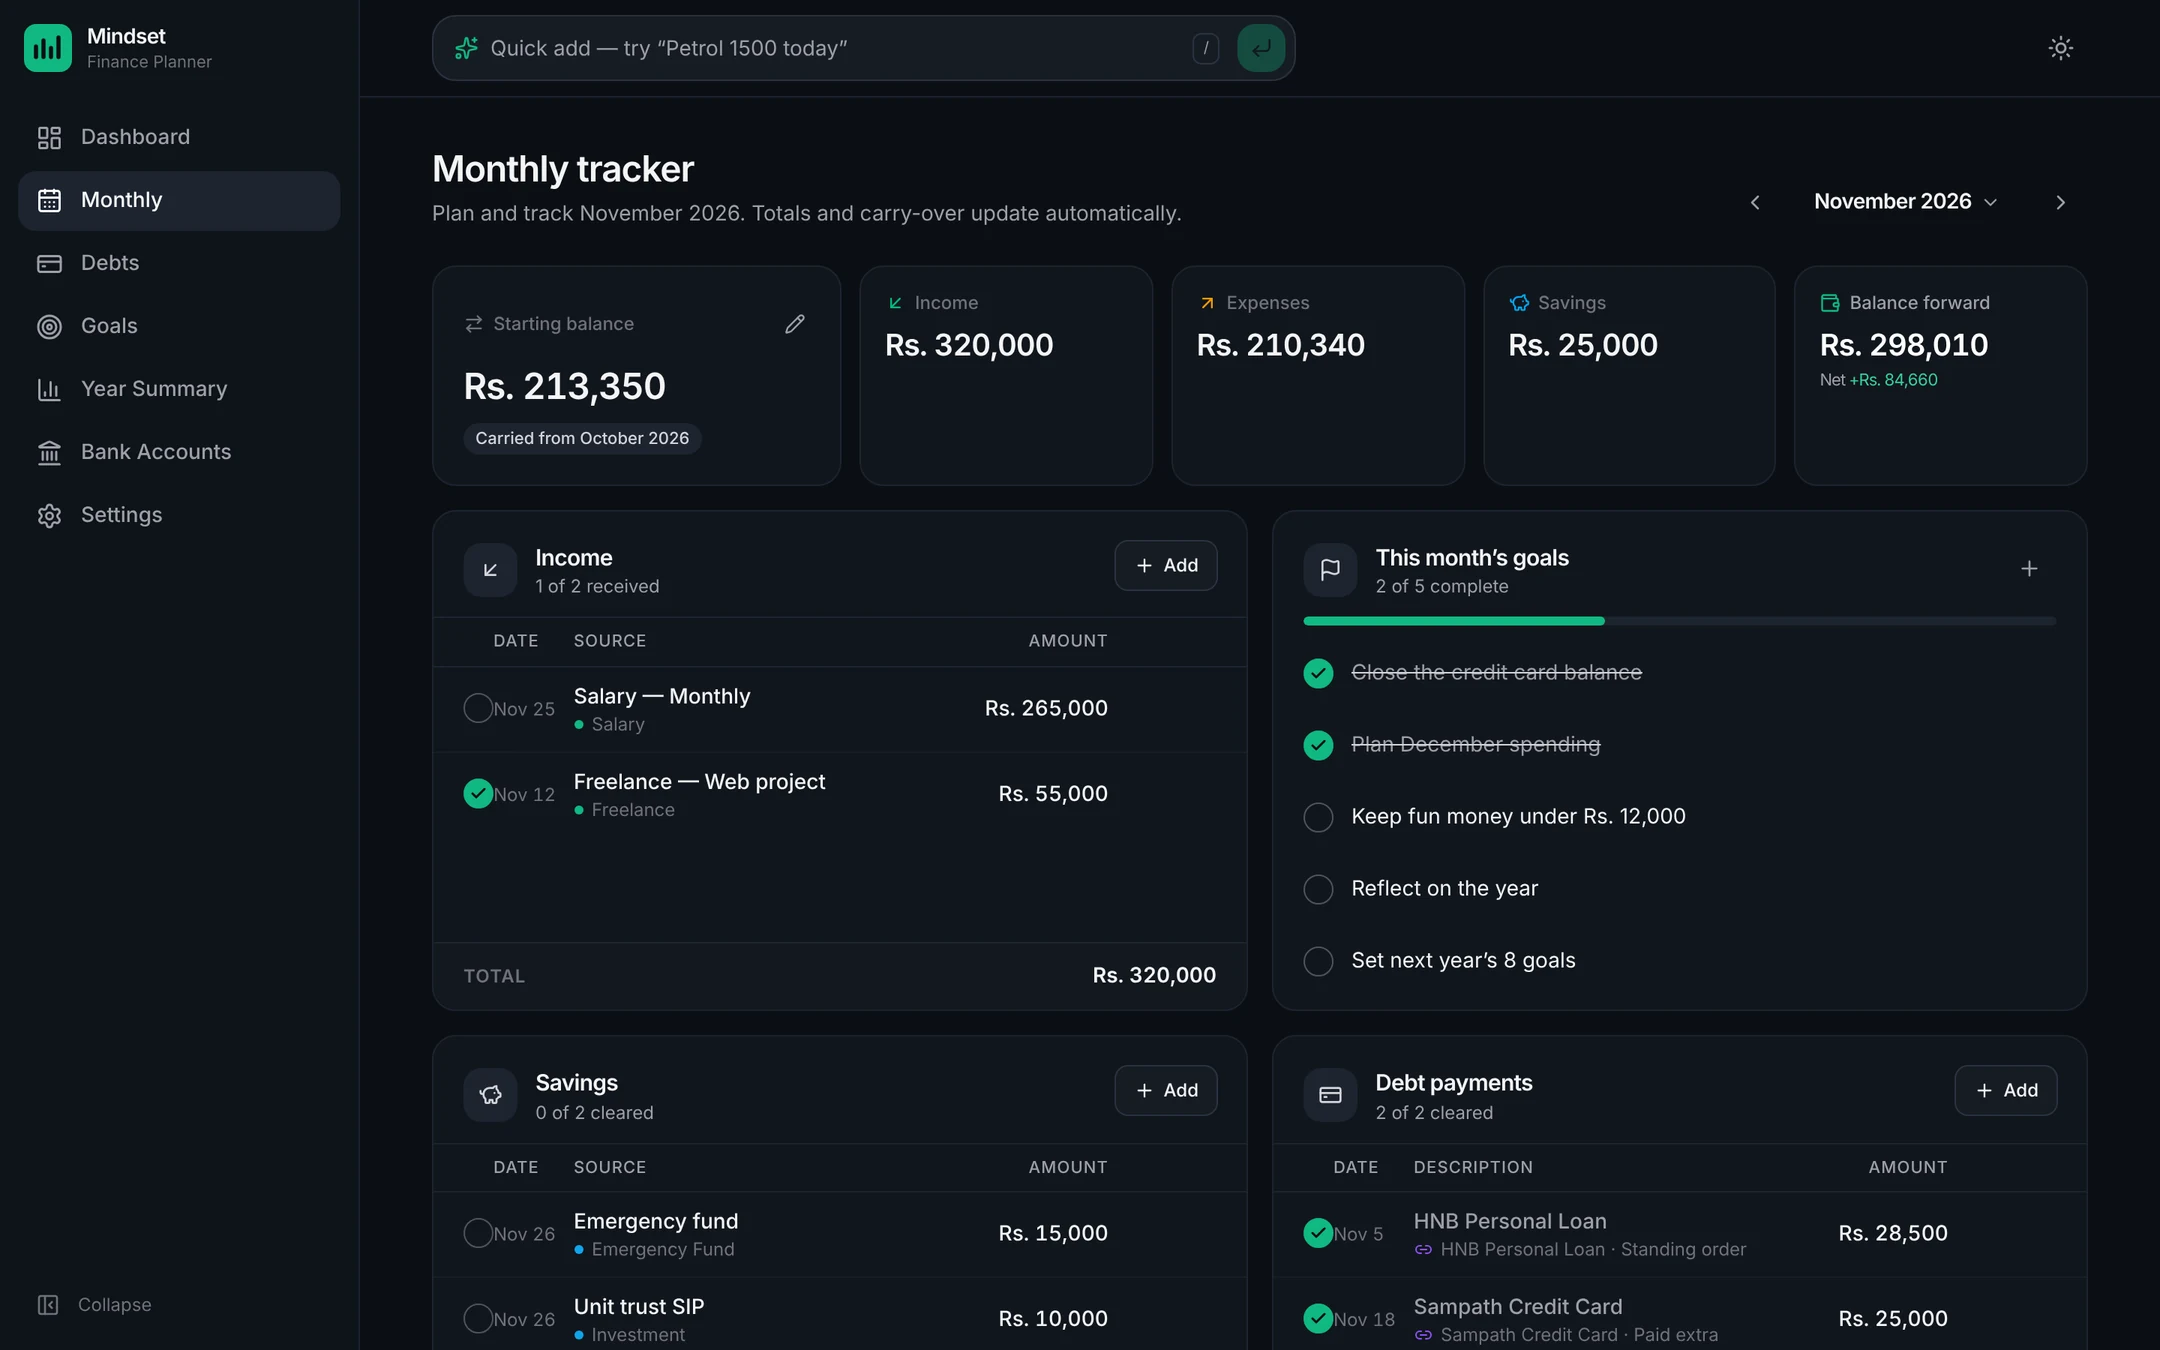 Mindset
Finance Planner
Dashboard
Monthly
Debts
Goals
Year Summary
Bank Accounts
Settings
Collapse
Quick add — try “Petrol 1500 today”
/
Monthly tracker
Plan and track November 2026. Totals and carry-over update automatically.
November 2026
Starting balance
Rs. 213,350
Carried from October 2026
Income
Rs. 320,000
Expenses
Rs. 210,340
Savings
Rs. 25,000
Balance forward
Rs. 298,010
Net +Rs. 84,660
Income
1 of 2 received
Add
DATE SOURCE AMOUNT
Nov 25 Salary — Monthly Rs. 265,000
Salary
Nov 12 Freelance — Web project Rs. 55,000
Freelance
TOTAL Rs. 320,000
This month’s goals
2 of 5 complete
Close the credit card balance
Plan December spending
Keep fun money under Rs. 12,000
Reflect on the year
Set next year’s 8 goals
Savings
0 of 2 cleared
Add
DATE SOURCE AMOUNT
Nov 26 Emergency fund Rs. 15,000
Emergency Fund
Nov 26 Unit trust SIP Rs. 10,000
Investment
Debt payments
2 of 2 cleared
Add
DATE DESCRIPTION AMOUNT
Nov 5 HNB Personal Loan Rs. 28,500
HNB Personal Loan · Standing order
Nov 18 Sampath Credit Card Rs. 25,000
Sampath Credit Card · Paid extra